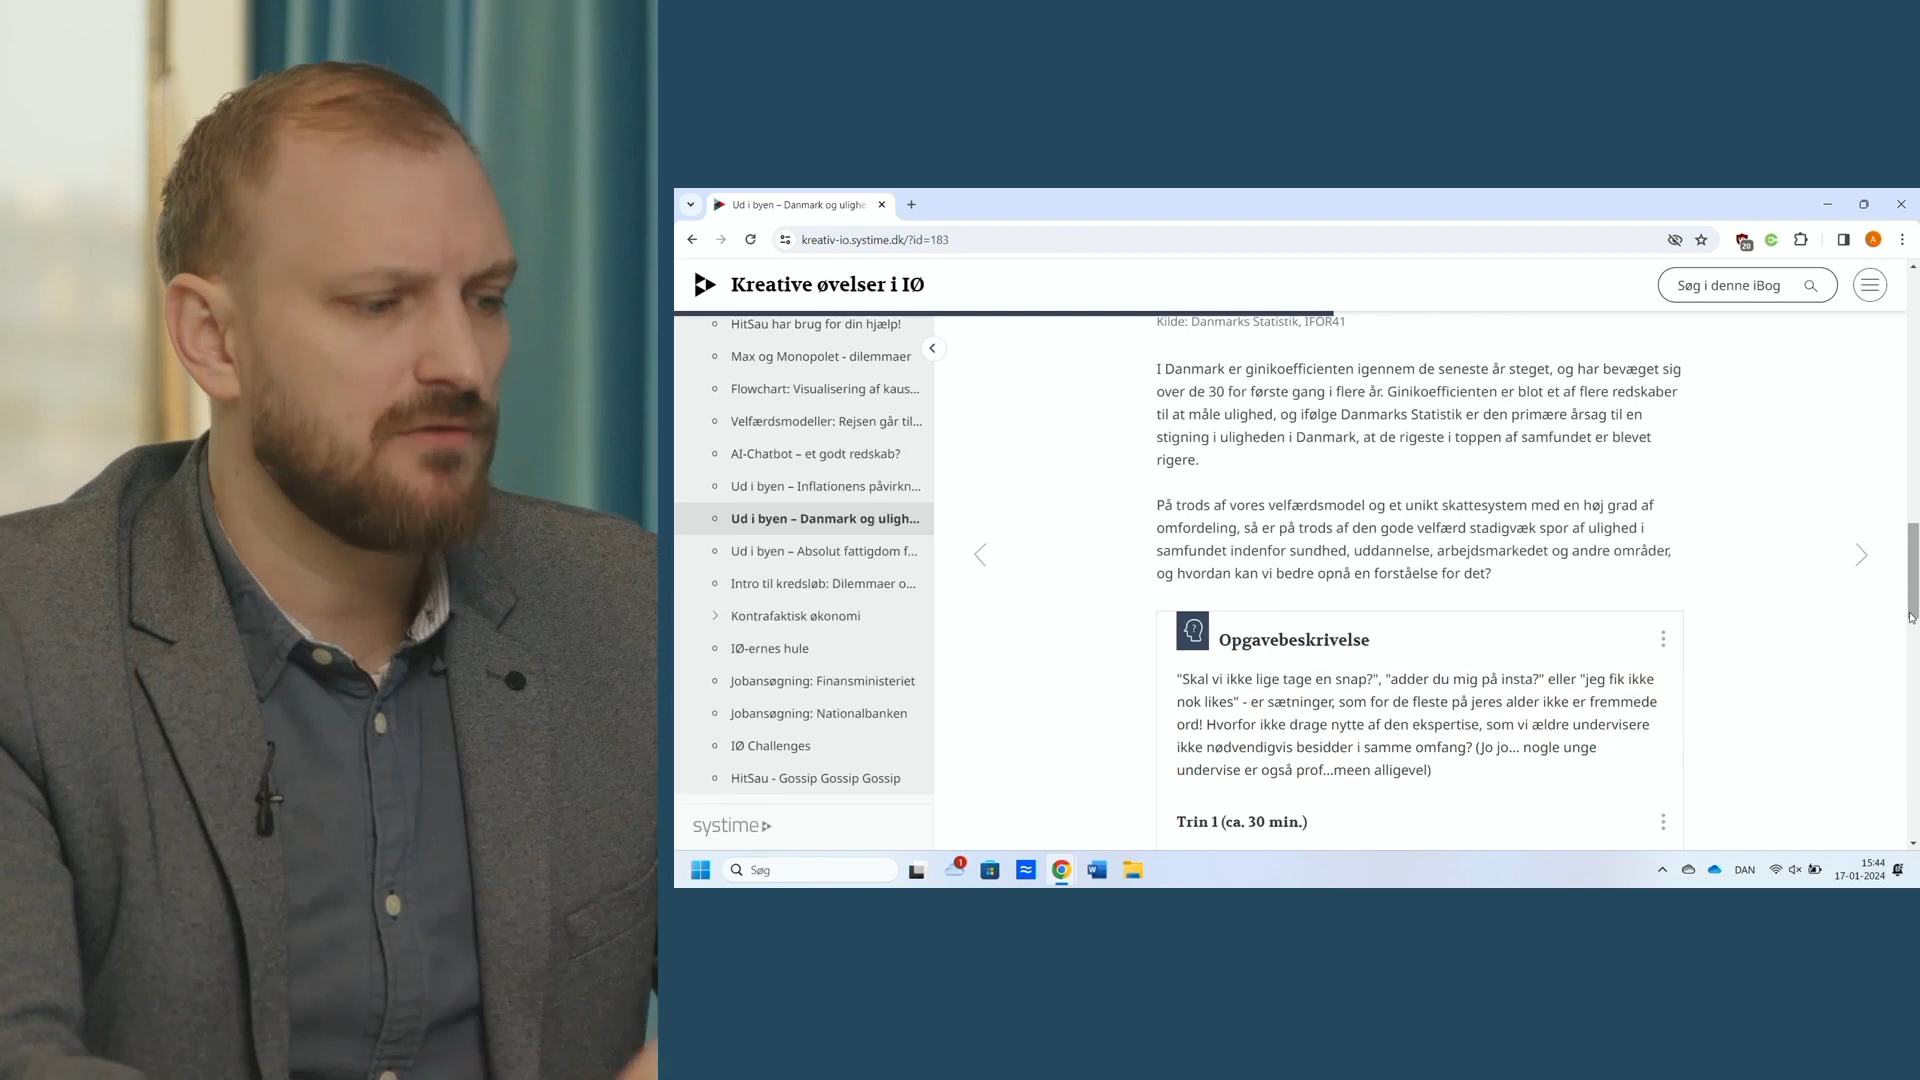 Ud i byen – Danmark og ulighe
kreativ-io.systime.dk/?id=183
20
A
Kreative øvelser i IØ
Søg i denne iBog
HitSau har brug for din hjælp!
Max og Monopolet - dilemmaer
Flowchart: Visualisering af kaus...
Velfærdsmodeller: Rejsen går til...
AI-Chatbot – et godt redskab?
Ud i byen – Inflationens påvirkn...
Ud i byen – Danmark og uligh...
Ud i byen – Absolut fattigdom f...
Intro til kredsløb: Dilemmaer o...
Kontrafaktisk økonomi
IØ-ernes hule
Jobansøgning: Finansministeriet
Jobansøgning: Nationalbanken
IØ Challenges
HitSau - Gossip Gossip Gossip
systime
Kilde: Danmarks Statistik, IFOR41
I Danmark er ginikoefficienten igennem de seneste år steget, og har bevæget sig
over de 30 for første gang i flere år. Ginikoefficienten er blot et af flere redskaber
til at måle ulighed, og ifølge Danmarks Statistik er den primære årsag til en
stigning i uligheden i Danmark, at de rigeste i toppen af samfundet er blevet
rigere.
På trods af vores velfærdsmodel og et unikt skattesystem med en høj grad af
omfordeling, så er på trods af den gode velfærd stadigvæk spor af ulighed i
samfundet indenfor sundhed, uddannelse, arbejdsmarkedet og andre områder,
og hvordan kan vi bedre opnå en forståelse for det?
Opgavebeskrivelse
"Skal vi ikke lige tage en snap?", "adder du mig på insta?" eller "jeg fik ikke
nok likes" - er sætninger, som for de fleste på jeres alder ikke er fremmede
ord! Hvorfor ikke drage nytte af den ekspertise, som vi ældre undervisere
ikke nødvendigvis besidder i samme omfang? (Jo jo... nogle unge
undervise er også prof...meen alligevel)
Trin 1 (ca. 30 min.)
Søg
1
DAN
15:44
17-01-2024